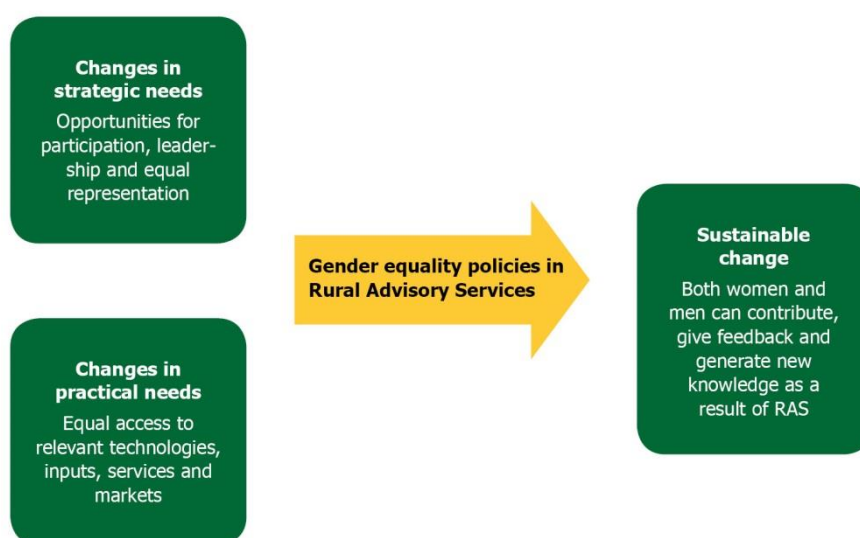 Changes in
strategic needs
Opportunities for
participation, leader-
ship and equal
representation
Changes in
practical needs
Equal access to
relevant technologies,
inputs, services and
markets
Gender equality policies in
Rural Advisory Services
Sustainable
change
Both women and
men can contribute,
give feedback and
generate new
knowledge as a
result of RAS